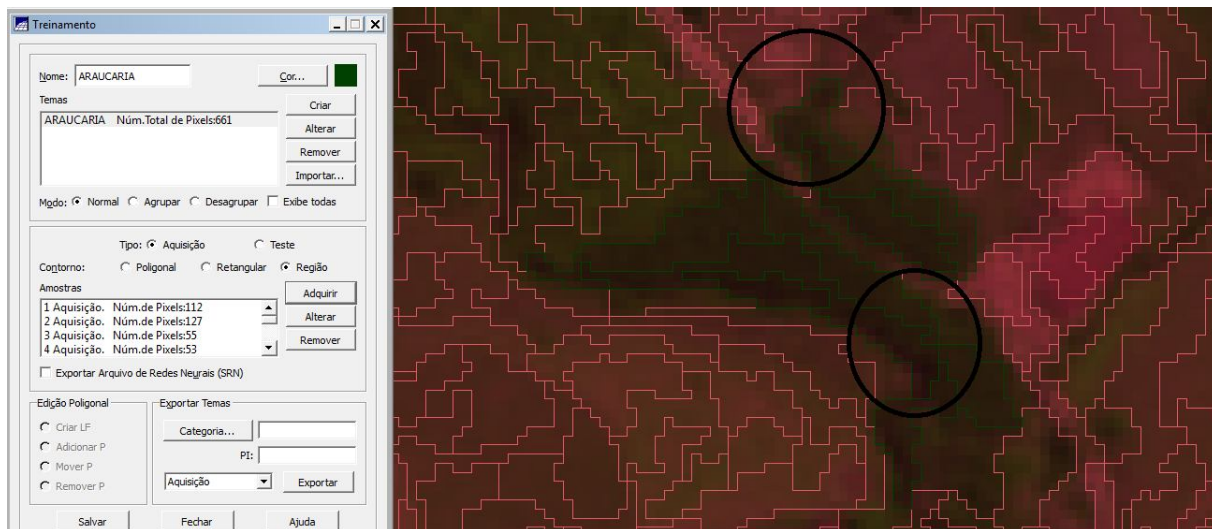 Treinamento
Nome: ARAUCARIA Cor...
Temas
ARAUCARIA Núm.Total de Pixels:661
Criar
Alterar
Remover
Importar...
Modo: Normal Agrupar Desagrupar Exibe todas
Tipo: Aquisição Teste
Contorno: Poligonal Retangular Região
Amostras
Adquirir
1 Aquisição. Núm.de Pixels:112
2 Aquisição. Núm.de Pixels:127
3 Aquisição. Núm.de Pixels:55
4 Aquisição. Núm.de Pixels:53
Alterar
Remover
Exportar Arquivo de Redes Neurais (SRN)
Edição Poligonal
Criar LF
Adicionar P
Mover P
Remover P
Exportar Temas
Categoria...
PI:
Aquisição Exportar
Salvar Fechar Ajuda